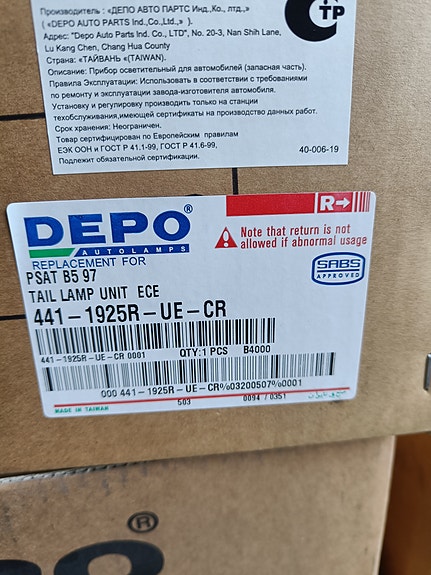 Производитель : «ДЕПО АВТО ПАРТС Инд.,Ко., лтд.,»
( «DEPO AUTO PARTS Ind.,Co.,Ltd.,» ).
Адрес: "Depo Auto Parts Ind. Co., LTD", No. 20-3, Nan Shih Lane,
Lu Kang Chen, Chang Hua County
Страна: «ТАЙВАНЬ «TAIWAN).
Описание: Прибор осветительный для автомобилей (запасная часть).
Правила Эксплуатации: Использовать в соответствии с требованиями
по ремонту и эксплуатации завода-изготовителя автомобиля.
Установку и регулировку производить только на станции
техобслуживания,имеющей сертификаты на производство данных работ.
Срок хранения: Неограничен.
Товар сертифицирован по Европейским правилам
ЕЭК ООН и ГОСТ Р 41.1-99, ГОСТ Р 41.6-99.
Подлежит обязательной сертификации.
40-006-19
ТР
DEPO®
AUTOLAMPS
R
Note that return is not
allowed if abnormal usage
REPLACEMENT FOR
PSAT B5 97
TAIL LAMP UNIT ECE
SABS
APPROVED
441-1925R-UE-CR
441-1925R-UE-CR 0001
QTY:1 PCS
B4000
000 441-1925R-UE-CR%03200507%0001
MADE IN TAIWAN
503
0094 / 0351
®